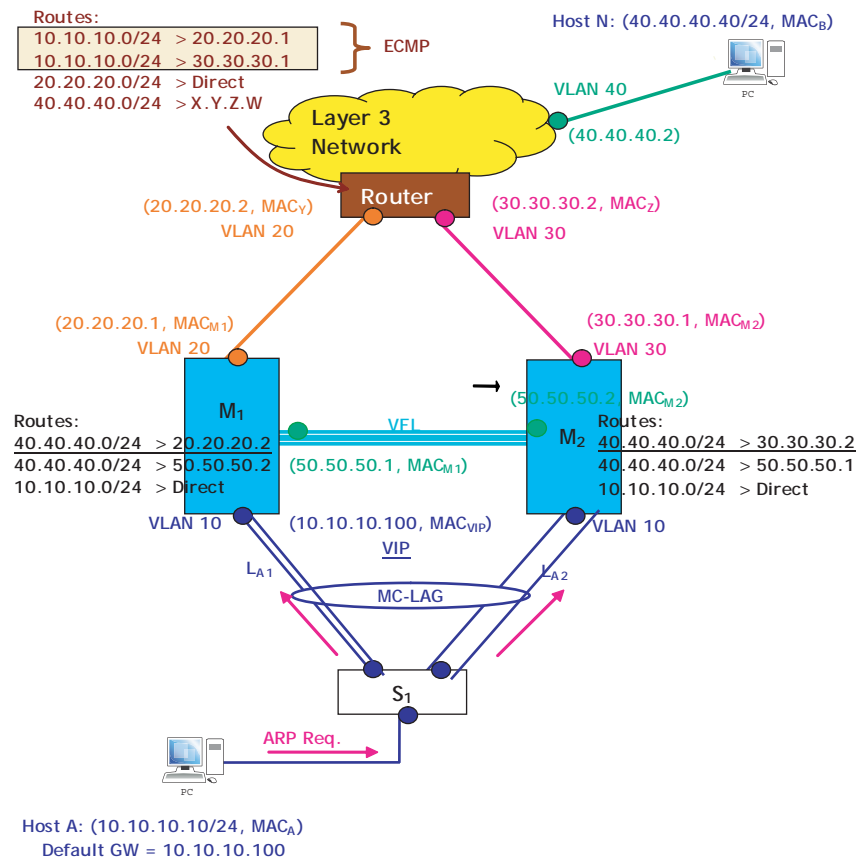 Routes:
10.10.10.0/24 > 20.20.20.1
10.10.10.0/24 > 30.30.30.1
20.20.20.0/24 > Direct
40.40.40.0/24 > X.Y.Z.W
ECMP
Host N: (40.40.40.40/24, MACB)
PC
VLAN 40
(40.40.40.2)
Layer 3
Network
Router
(20.20.20.2, MACY)
VLAN 20
(30.30.30.2, MACZ)
VLAN 30
(20.20.20.1, MACM1)
VLAN 20
(30.30.30.1, MACM2)
VLAN 30
M1
VFL
(50.50.50.2, MACM2)
M2
(50.50.50.1, MACM1)
Routes:
40.40.40.0/24 > 20.20.20.2
40.40.40.0/24 > 50.50.50.2
10.10.10.0/24 > Direct
Routes:
40.40.40.0/24 > 30.30.30.2
40.40.40.0/24 > 50.50.50.1
10.10.10.0/24 > Direct
VLAN 10
(10.10.10.100, MACVIP)
VIP
VLAN 10
LA1
LA2
MC-LAG
S1
ARP Req.
PC
Host A: (10.10.10.10/24, MACA)
Default GW = 10.10.10.100